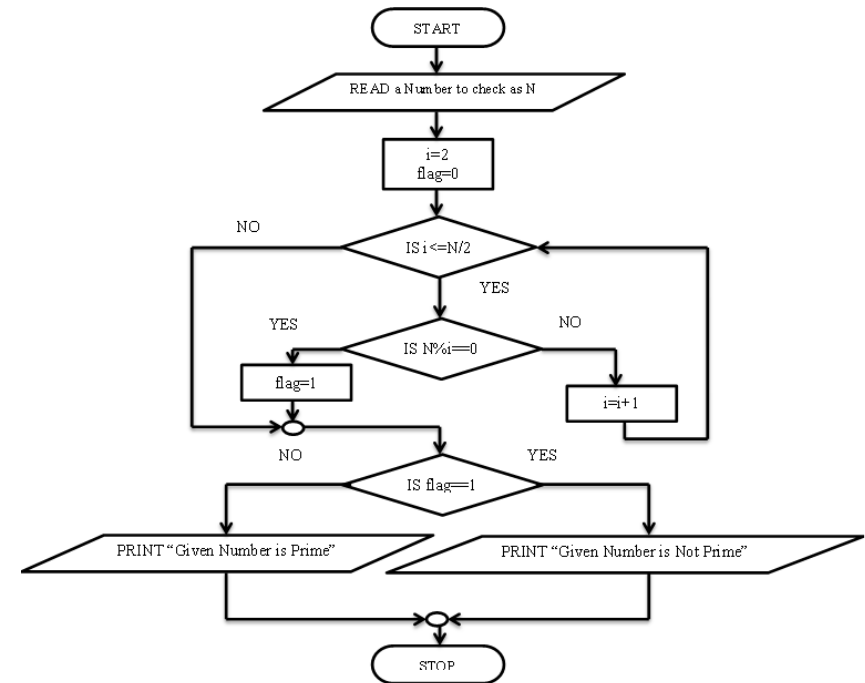 START
READ a Number to check as N
i=2
flag=0
NO
IS i<=N/2
YES
YES
NO
IS N%i==0
flag=1
i=i+1
NO
YES
IS flag==1
PRINT “Given Number is Prime”
PRINT “Given Number is Not Prime”
STOP